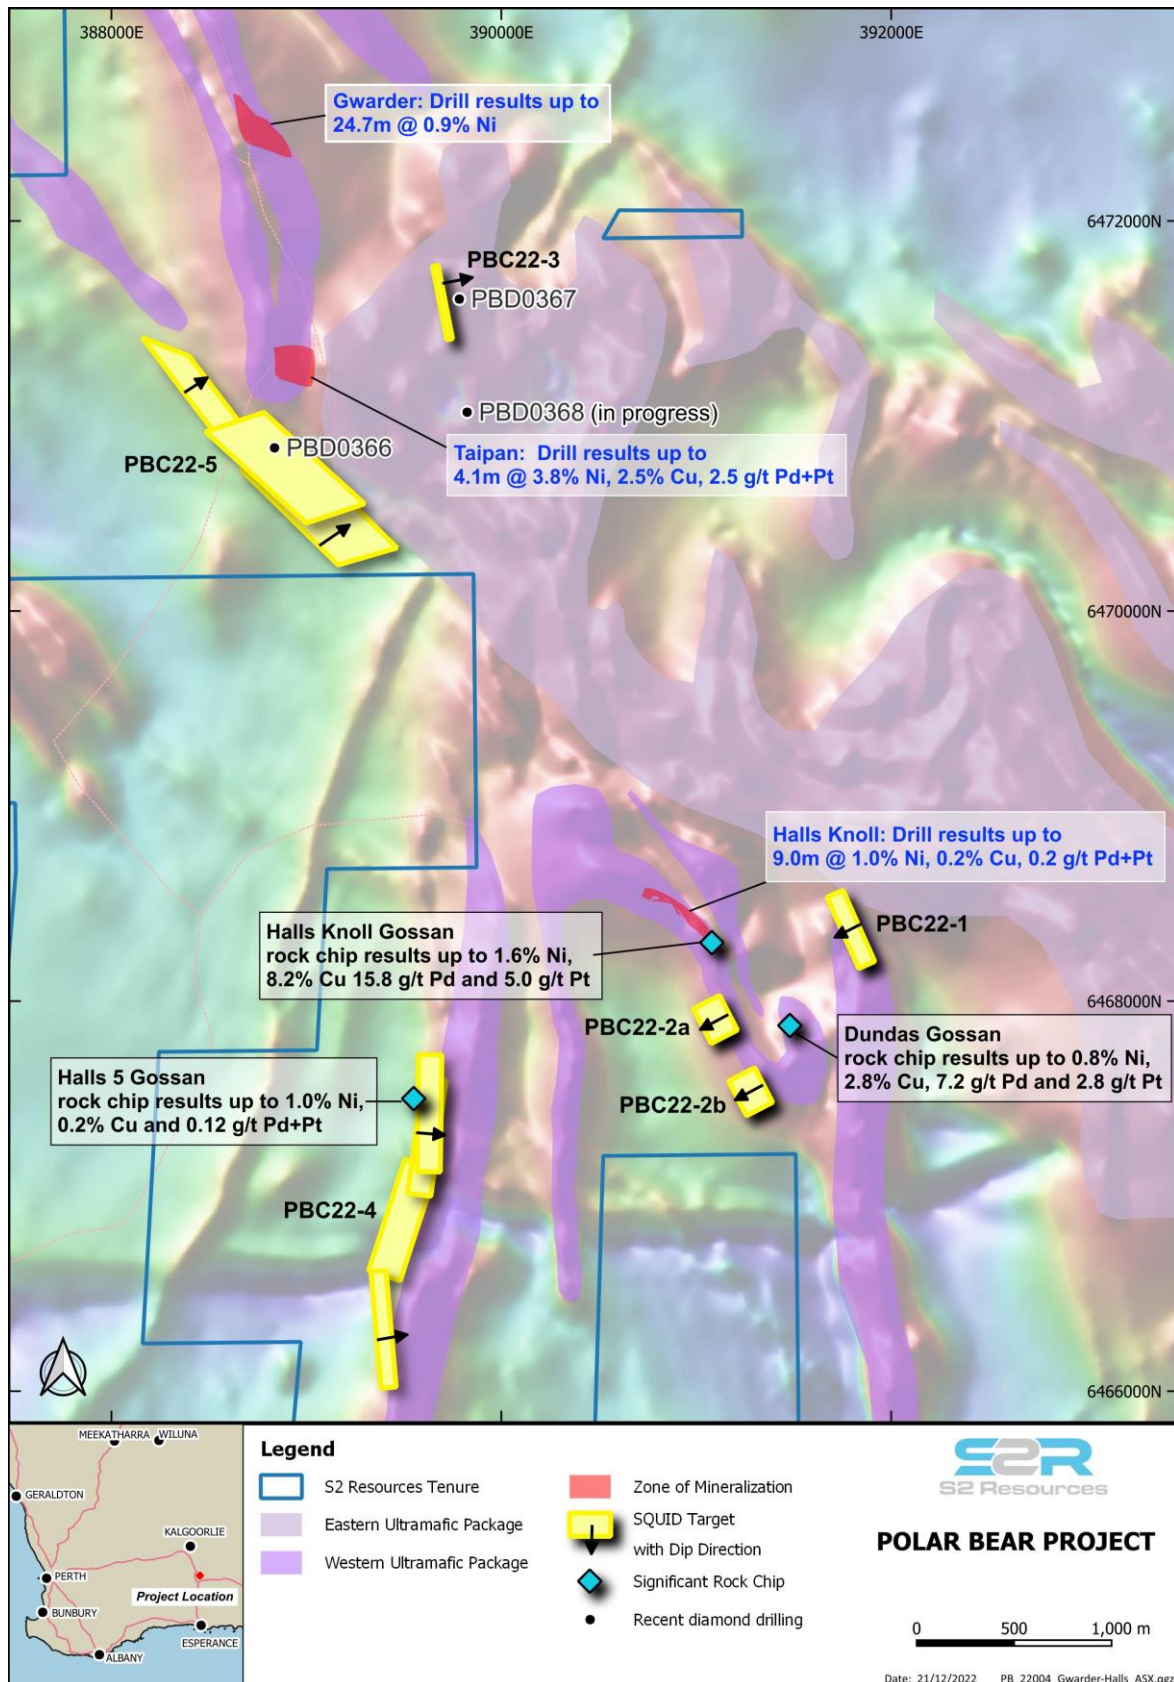 388000E
390000E
392000E
Gwarder: Drill results up to
24.7m @ 0.9% Ni
6472000N
PBC22-3
PBD0367
PBD0368 (in progress)
PBD0366
PBC22-5
Taipan: Drill results up to
4.1m @ 3.8% Ni, 2.5% Cu, 2.5 g/t Pd+Pt
6470000N
Halls Knoll: Drill results up to
9.0m @ 1.0% Ni, 0.2% Cu, 0.2 g/t Pd+Pt
Halls Knoll Gossan
rock chip results up to 1.6% Ni,
8.2% Cu 15.8 g/t Pd and 5.0 g/t Pt
PBC22-1
6468000N
PBC22-2a
Dundas Gossan
rock chip results up to 0.8% Ni,
2.8% Cu, 7.2 g/t Pd and 2.8 g/t Pt
Halls 5 Gossan
rock chip results up to 1.0% Ni,
0.2% Cu and 0.12 g/t Pd+Pt
PBC22-2b
PBC22-4
6466000N
MEEKATHARRA
WILUNA
GERALDTON
KALGOORLIE
PERTH
Project Location
BUNBURY
ESPERANCE
ALBANY
Legend
S2 Resources Tenure
Eastern Ultramafic Package
Western Ultramafic Package
Zone of Mineralization
SQUID Target
with Dip Direction
Significant Rock Chip
Recent diamond drilling
S2R
S2 Resources
POLAR BEAR PROJECT
0 500 1,000 m
Date: 21/12/2022 PB_22004_Gwarder-Halls_ASX.qgz